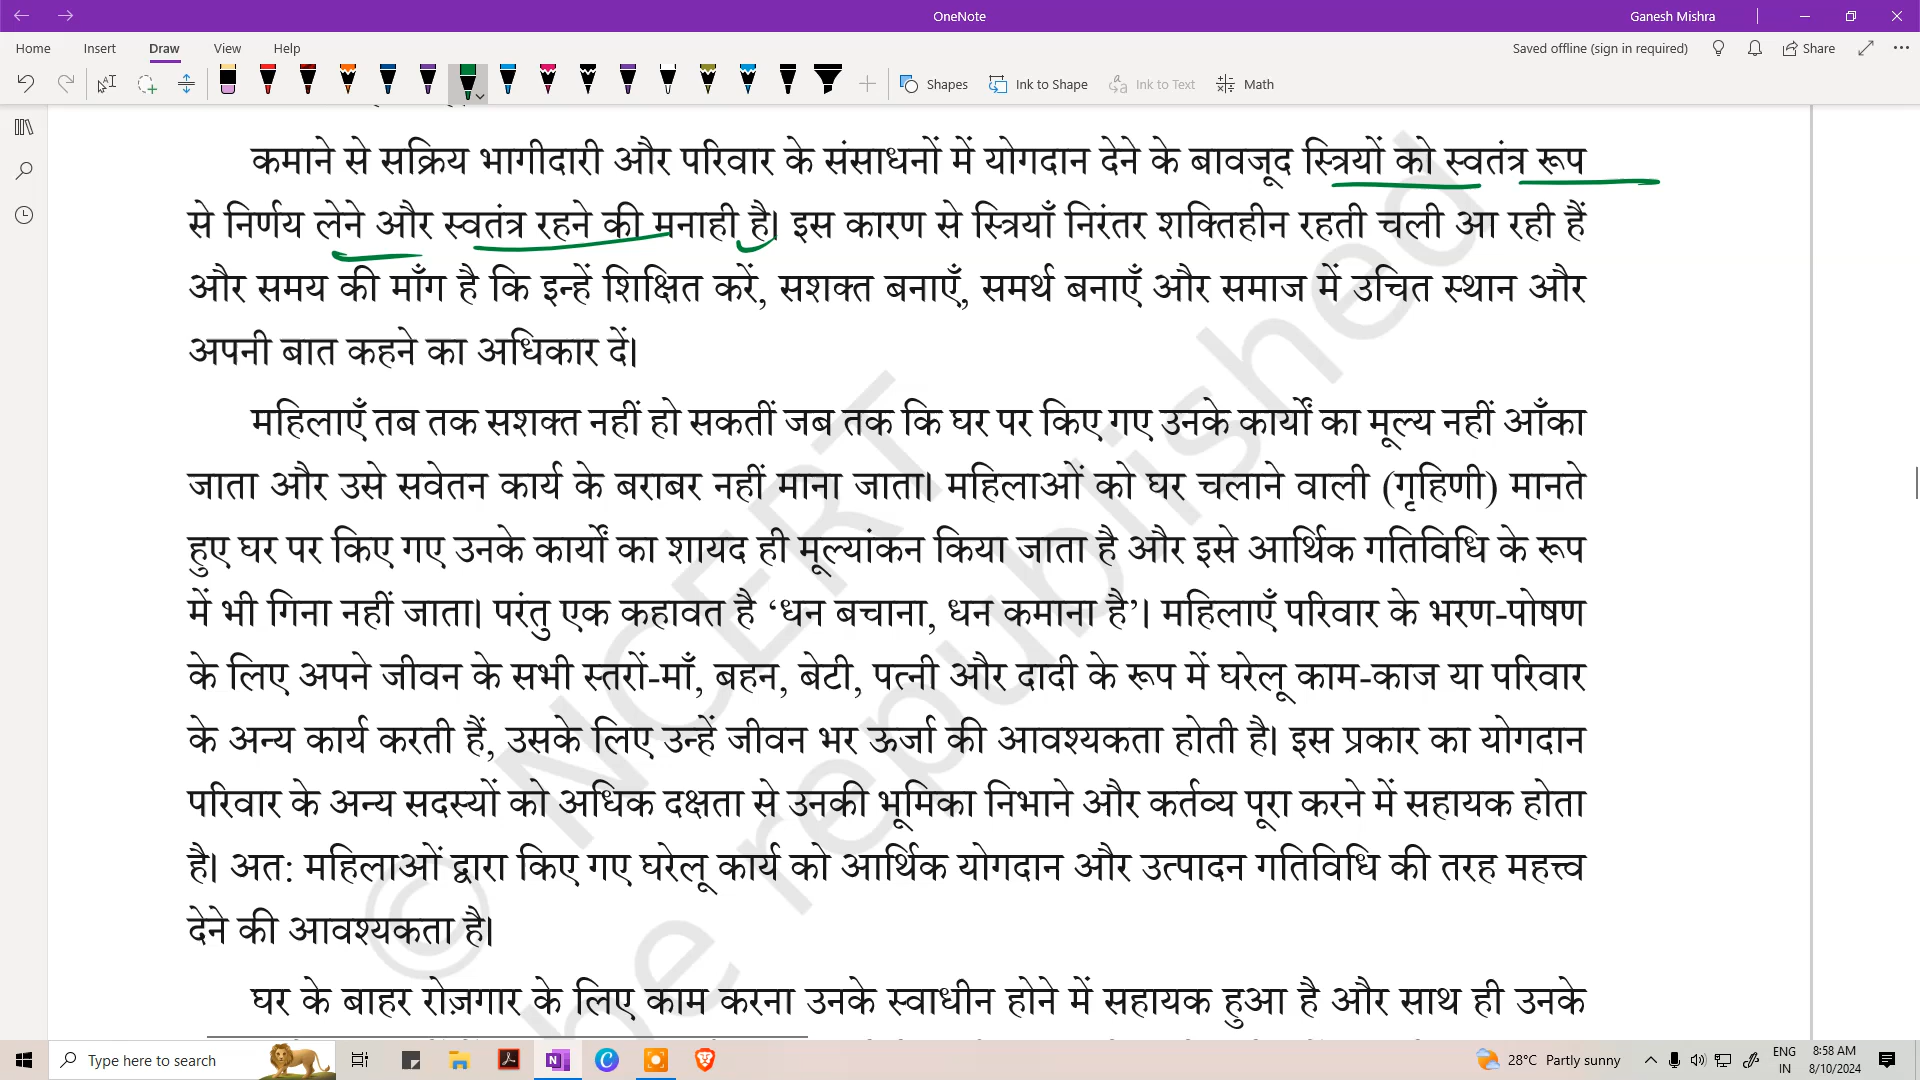 OneNote
Ganesh Mishra
Home Insert Draw View Help
Saved offline (sign in required) Share
Shapes Ink to Shape Ink to Text Math
कमाने से सक्रिय भागीदारी और परिवार के संसाधनों में योगदान देने के बावजूद स्त्रियों को स्वतंत्र रूप
से निर्णय लेने और स्वतंत्र रहने की मनाही है। इस कारण से स्त्रियाँ निरंतर शक्तिहीन रहती चली आ रही हैं
और समय की माँग है कि इन्हें शिक्षित करें, सशक्त बनाएँ, समर्थ बनाएँ और समाज में उचित स्थान और
अपनी बात कहने का अधिकार दें।
महिलाएँ तब तक सशक्त नहीं हो सकतीं जब तक कि घर पर किए गए उनके कार्यों का मूल्य नहीं आँका
जाता और उसे सवेतन कार्य के बराबर नहीं माना जाता। महिलाओं को घर चलाने वाली (गृहिणी) मानते
हुए घर पर किए गए उनके कार्यों का शायद ही मूल्यांकन किया जाता है और इसे आर्थिक गतिविधि के रूप
में भी गिना नहीं जाता। परंतु एक कहावत है ‘धन बचाना, धन कमाना है’। महिलाएँ परिवार के भरण-पोषण
के लिए अपने जीवन के सभी स्तरों-माँ, बहन, बेटी, पत्नी और दादी के रूप में घरेलू काम-काज या परिवार
के अन्य कार्य करती हैं, उसके लिए उन्हें जीवन भर ऊर्जा की आवश्यकता होती है। इस प्रकार का योगदान
परिवार के अन्य सदस्यों को अधिक दक्षता से उनकी भूमिका निभाने और कर्तव्य पूरा करने में सहायक होता
है। अत: महिलाओं द्वारा किए गए घरेलू कार्य को आर्थिक योगदान और उत्पादन गतिविधि की तरह महत्त्व
देने की आवश्यकता है।
घर के बाहर रोज़गार के लिए काम करना उनके स्वाधीन होने में सहायक हुआ है और साथ ही उनके
© NCERT
be republished
Type here to search
28°C Partly sunny
ENG
IN
8:58 AM
8/10/2024